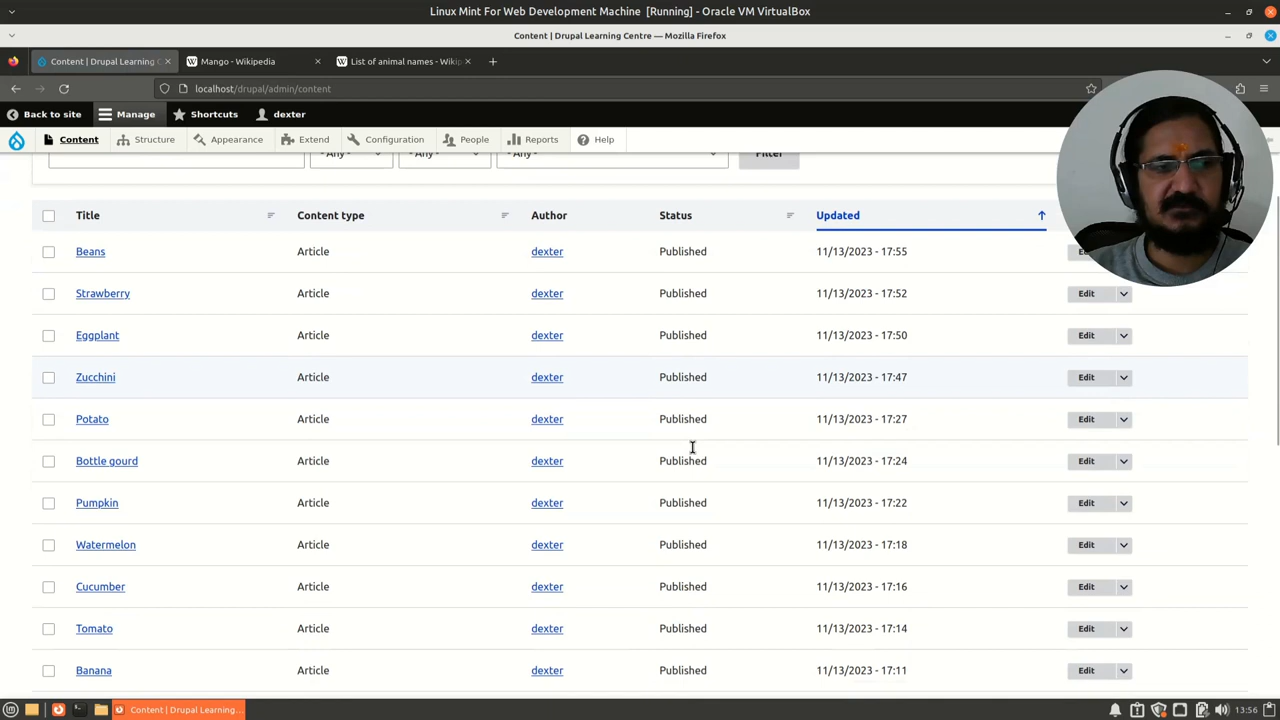 Linux Mint For Web Development Machine [Running] - Oracle VM VirtualBox
Content | Drupal Learning Centre — Mozilla Firefox
Content | Drupal Learning C
Mango - Wikipedia
List of animal names - Wikip
localhost/drupal/admin/content
Back to site
Manage
Shortcuts
dexter
Content
Structure
Appearance
Extend
Configuration
People
Reports
Help
- Any -
- Any -
- Any -
Filter
Title
Content type
Author
Status
Updated
Beans Article dexter Published 11/13/2023 - 17:55
Strawberry Article dexter Published 11/13/2023 - 17:52 Edit
Eggplant Article dexter Published 11/13/2023 - 17:50 Edit
Zucchini Article dexter Published 11/13/2023 - 17:47 Edit
Potato Article dexter Published 11/13/2023 - 17:27 Edit
Bottle gourd Article dexter Published 11/13/2023 - 17:24 Edit
Pumpkin Article dexter Published 11/13/2023 - 17:22 Edit
Watermelon Article dexter Published 11/13/2023 - 17:18 Edit
Cucumber Article dexter Published 11/13/2023 - 17:16 Edit
Tomato Article dexter Published 11/13/2023 - 17:14 Edit
Banana Article dexter Published 11/13/2023 - 17:11 Edit
Content | Drupal Learning...
13:56